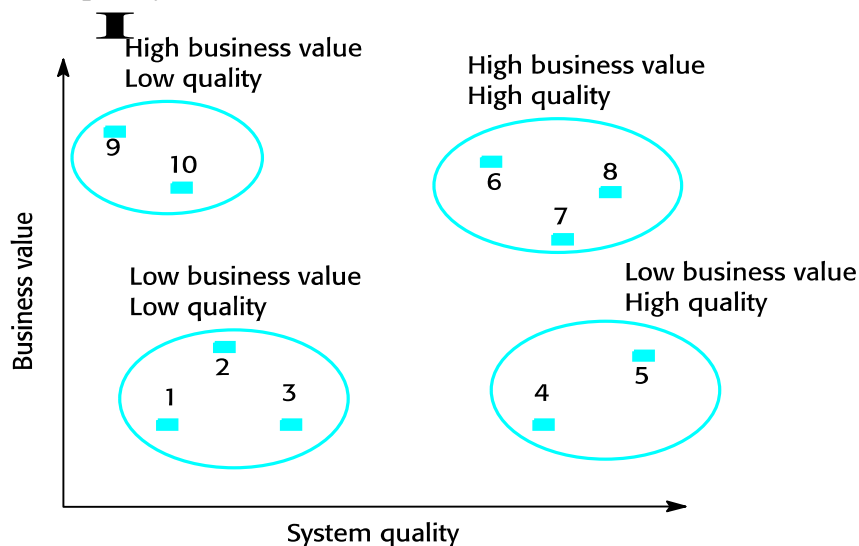 I
High business value
Low quality
High business value
High quality
9
10
6
8
7
Low business value
High quality
Low business value
Low quality
2
1
3
5
4
Business value
System quality